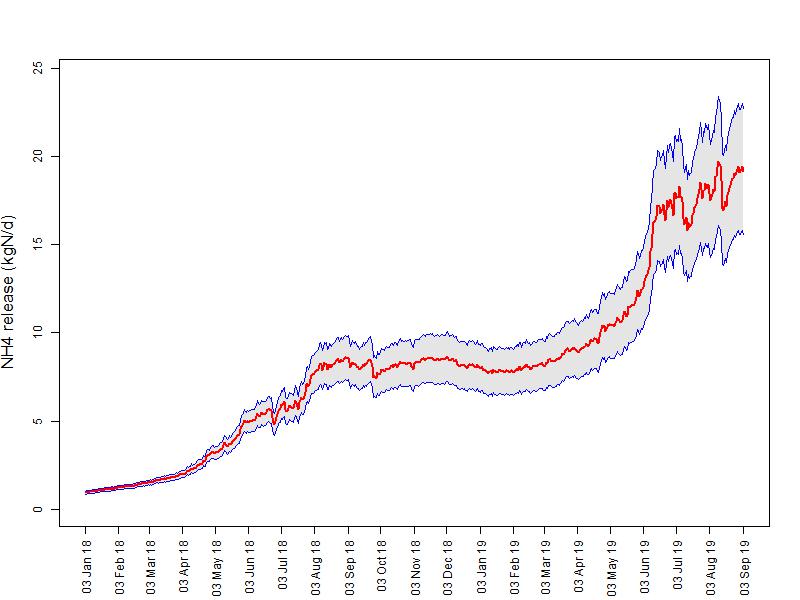 NH4 release (kgN/d)
25
20
15
10
5
0
03 Jan 18
03 Feb 18
03 Mar 18
03 Apr 18
03 May 18
03 Jun 18
03 Jul 18
03 Aug 18
03 Sep 18
03 Oct 18
03 Nov 18
03 Dec 18
03 Jan 19
03 Feb 19
03 Mar 19
03 Apr 19
03 May 19
03 Jun 19
03 Jul 19
03 Aug 19
03 Sep 19